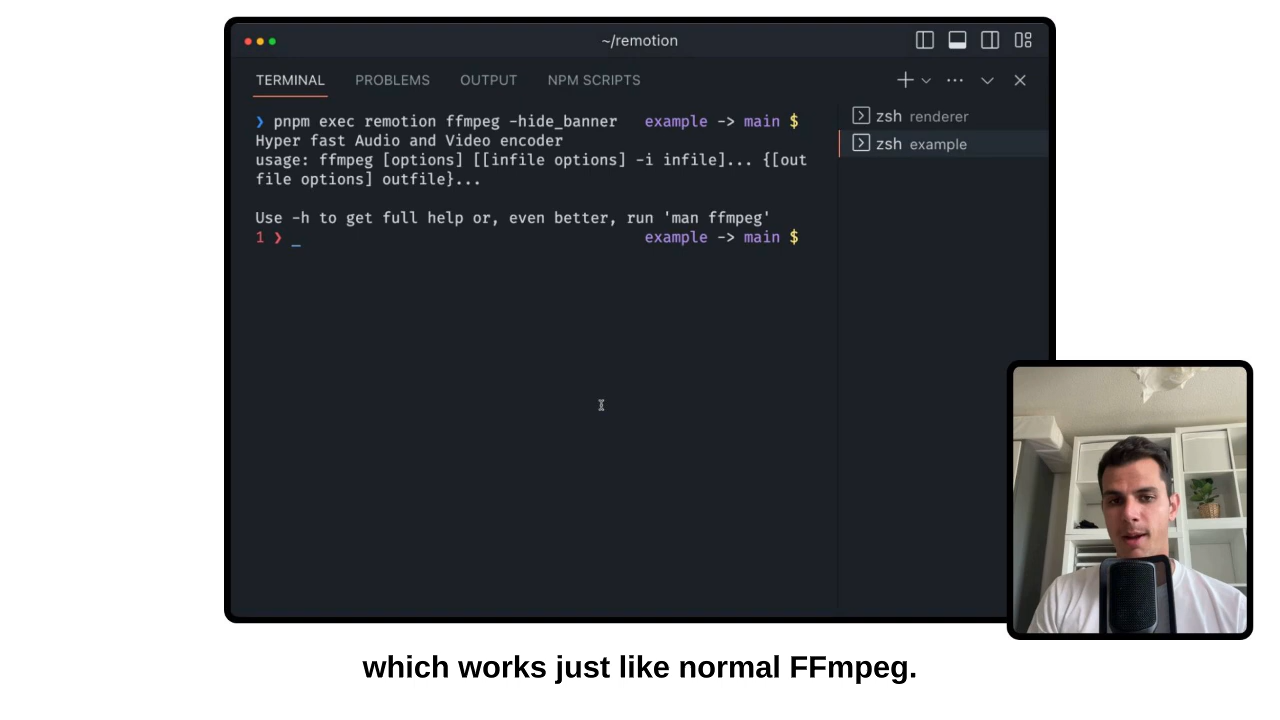 ~/remotion
TERMINAL PROBLEMS OUTPUT NPM SCRIPTS
❯ pnpm exec remotion ffmpeg -hide_banner example -> main $
Hyper fast Audio and Video encoder
usage: ffmpeg [options] [[infile options] -i infile]... {[out
file options] outfile}...
Use -h to get full help or, even better, run 'man ffmpeg'
1 ❯ _ example -> main $
zsh renderer
zsh example
which works just like normal FFmpeg.